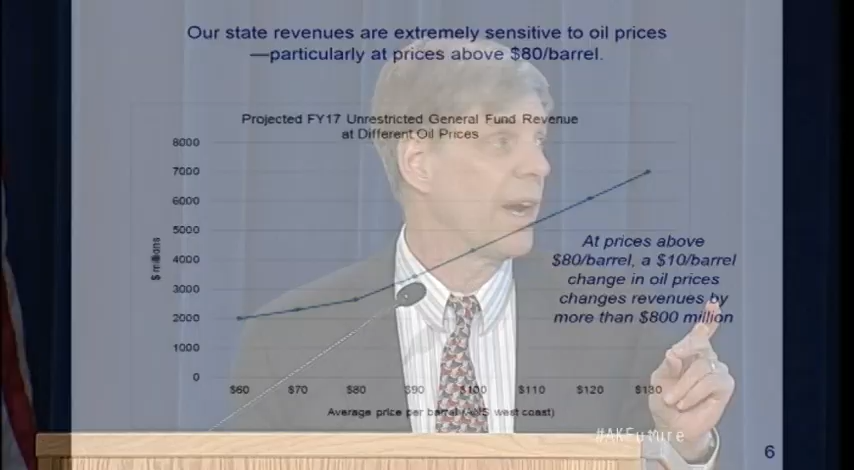 Our state revenues are extremely sensitive to oil prices
—particularly at prices above $80/barrel.
Projected FY17 Unrestricted General Fund Revenue
at Different Oil Prices
8000
7000
6000
5000
4000
3000
2000
1000
0
$ millions
At prices above
$80/barrel, a $10/barrel
change in oil prices
changes revenues by
more than $800 million
$60 $70 $80 $90 $100 $110 $120 $130
Average price per barrel (ANS west coast)
#AKFuture
6